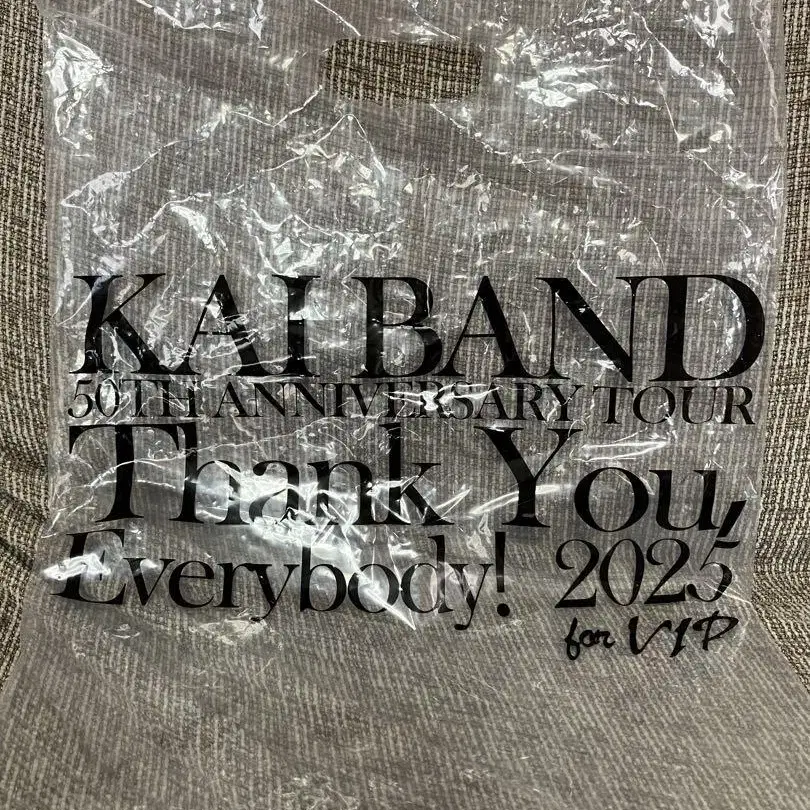 KAI BAND
50TH ANNIVERSARY TOUR
Thank You,
Everybody! 2025
for VIP